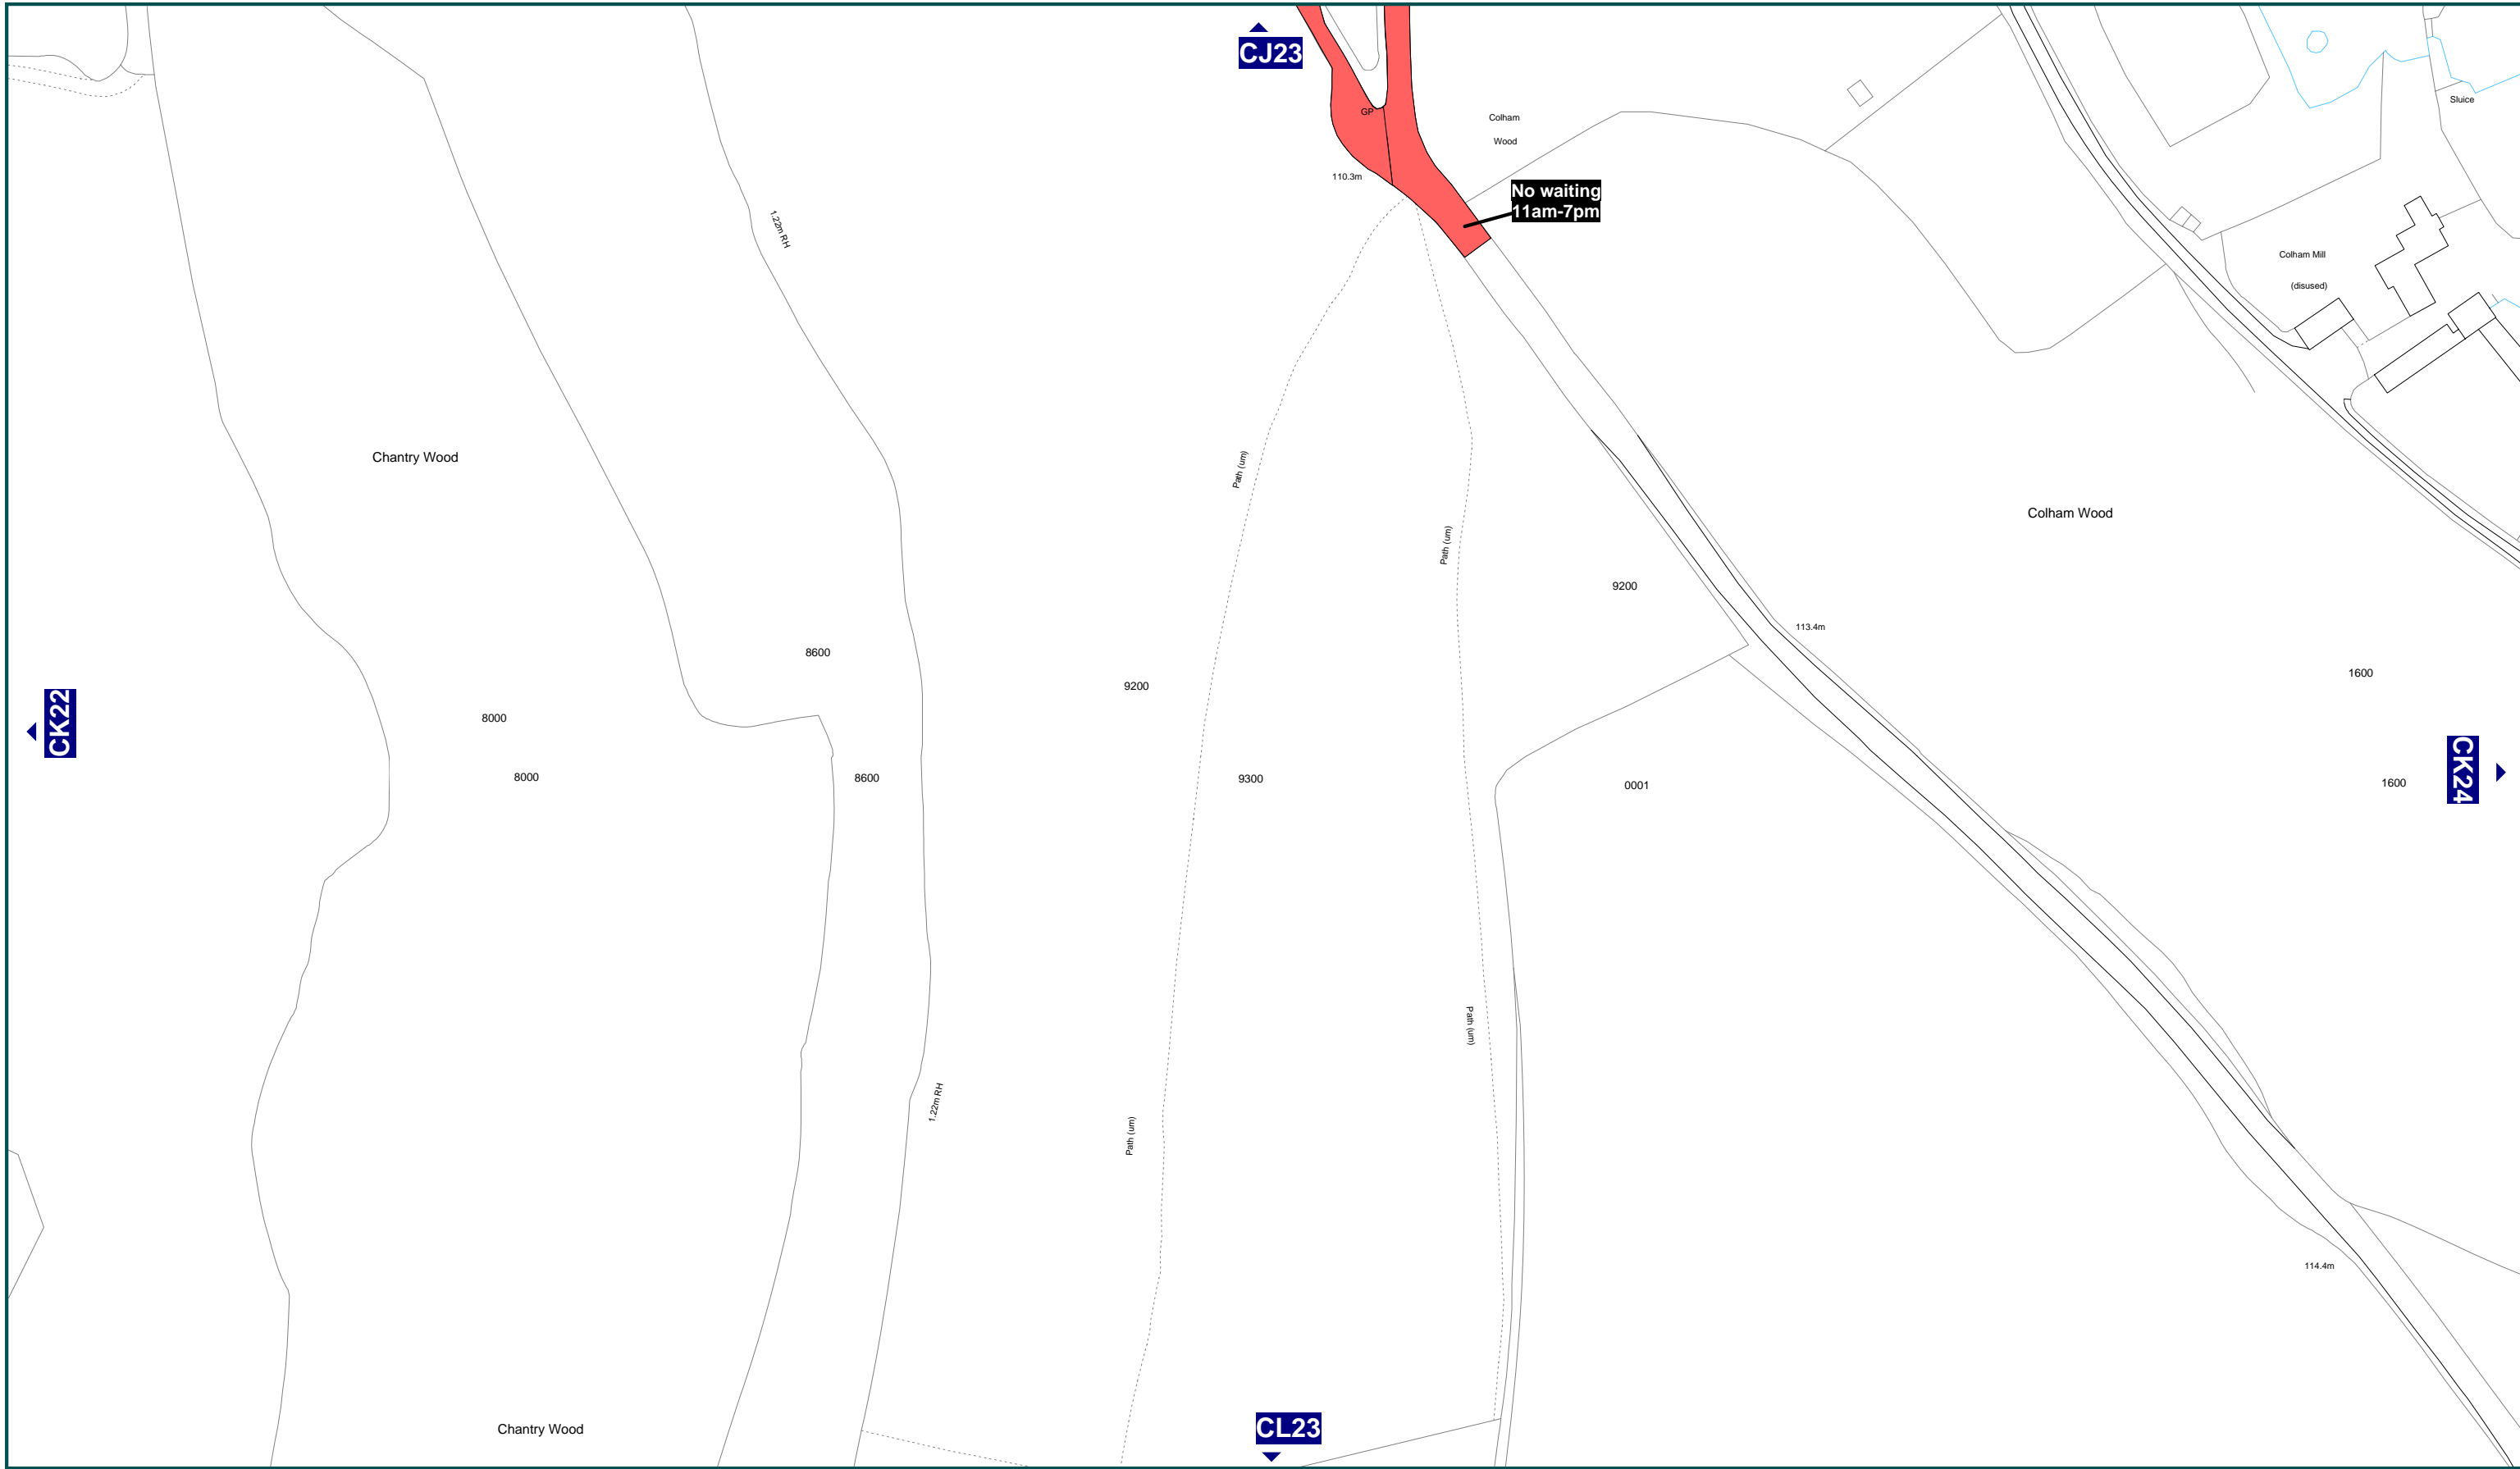 CJ23
Sluice
GP
Colham
Wood
110.3m
No waiting
11am-7pm
1.22m RH
Colham Mill
(disused)
Chantry Wood
Path (um)
Colham Wood
Path (um)
9200
113.4m
8600
1600
9200
CK22
8000
CK24
8000
8600
9300
0001
1600
Path (um)
1.22m RH
Path (um)
114.4m
Chantry Wood
CL23